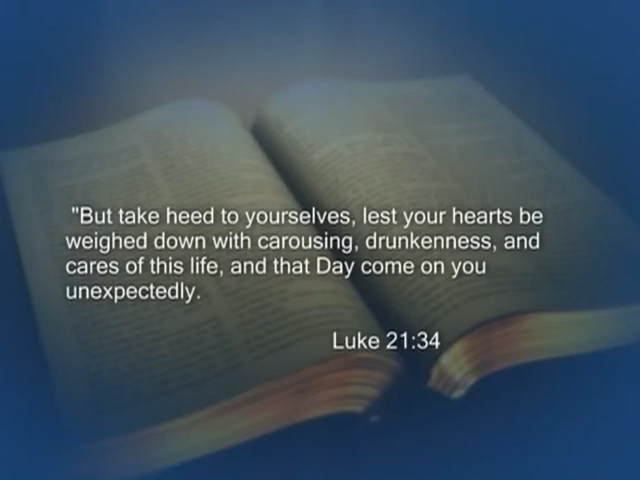 "But take heed to yourselves, lest your hearts be
weighed down with carousing, drunkenness, and
cares of this life, and that Day come on you
unexpectedly.
Luke 21:34